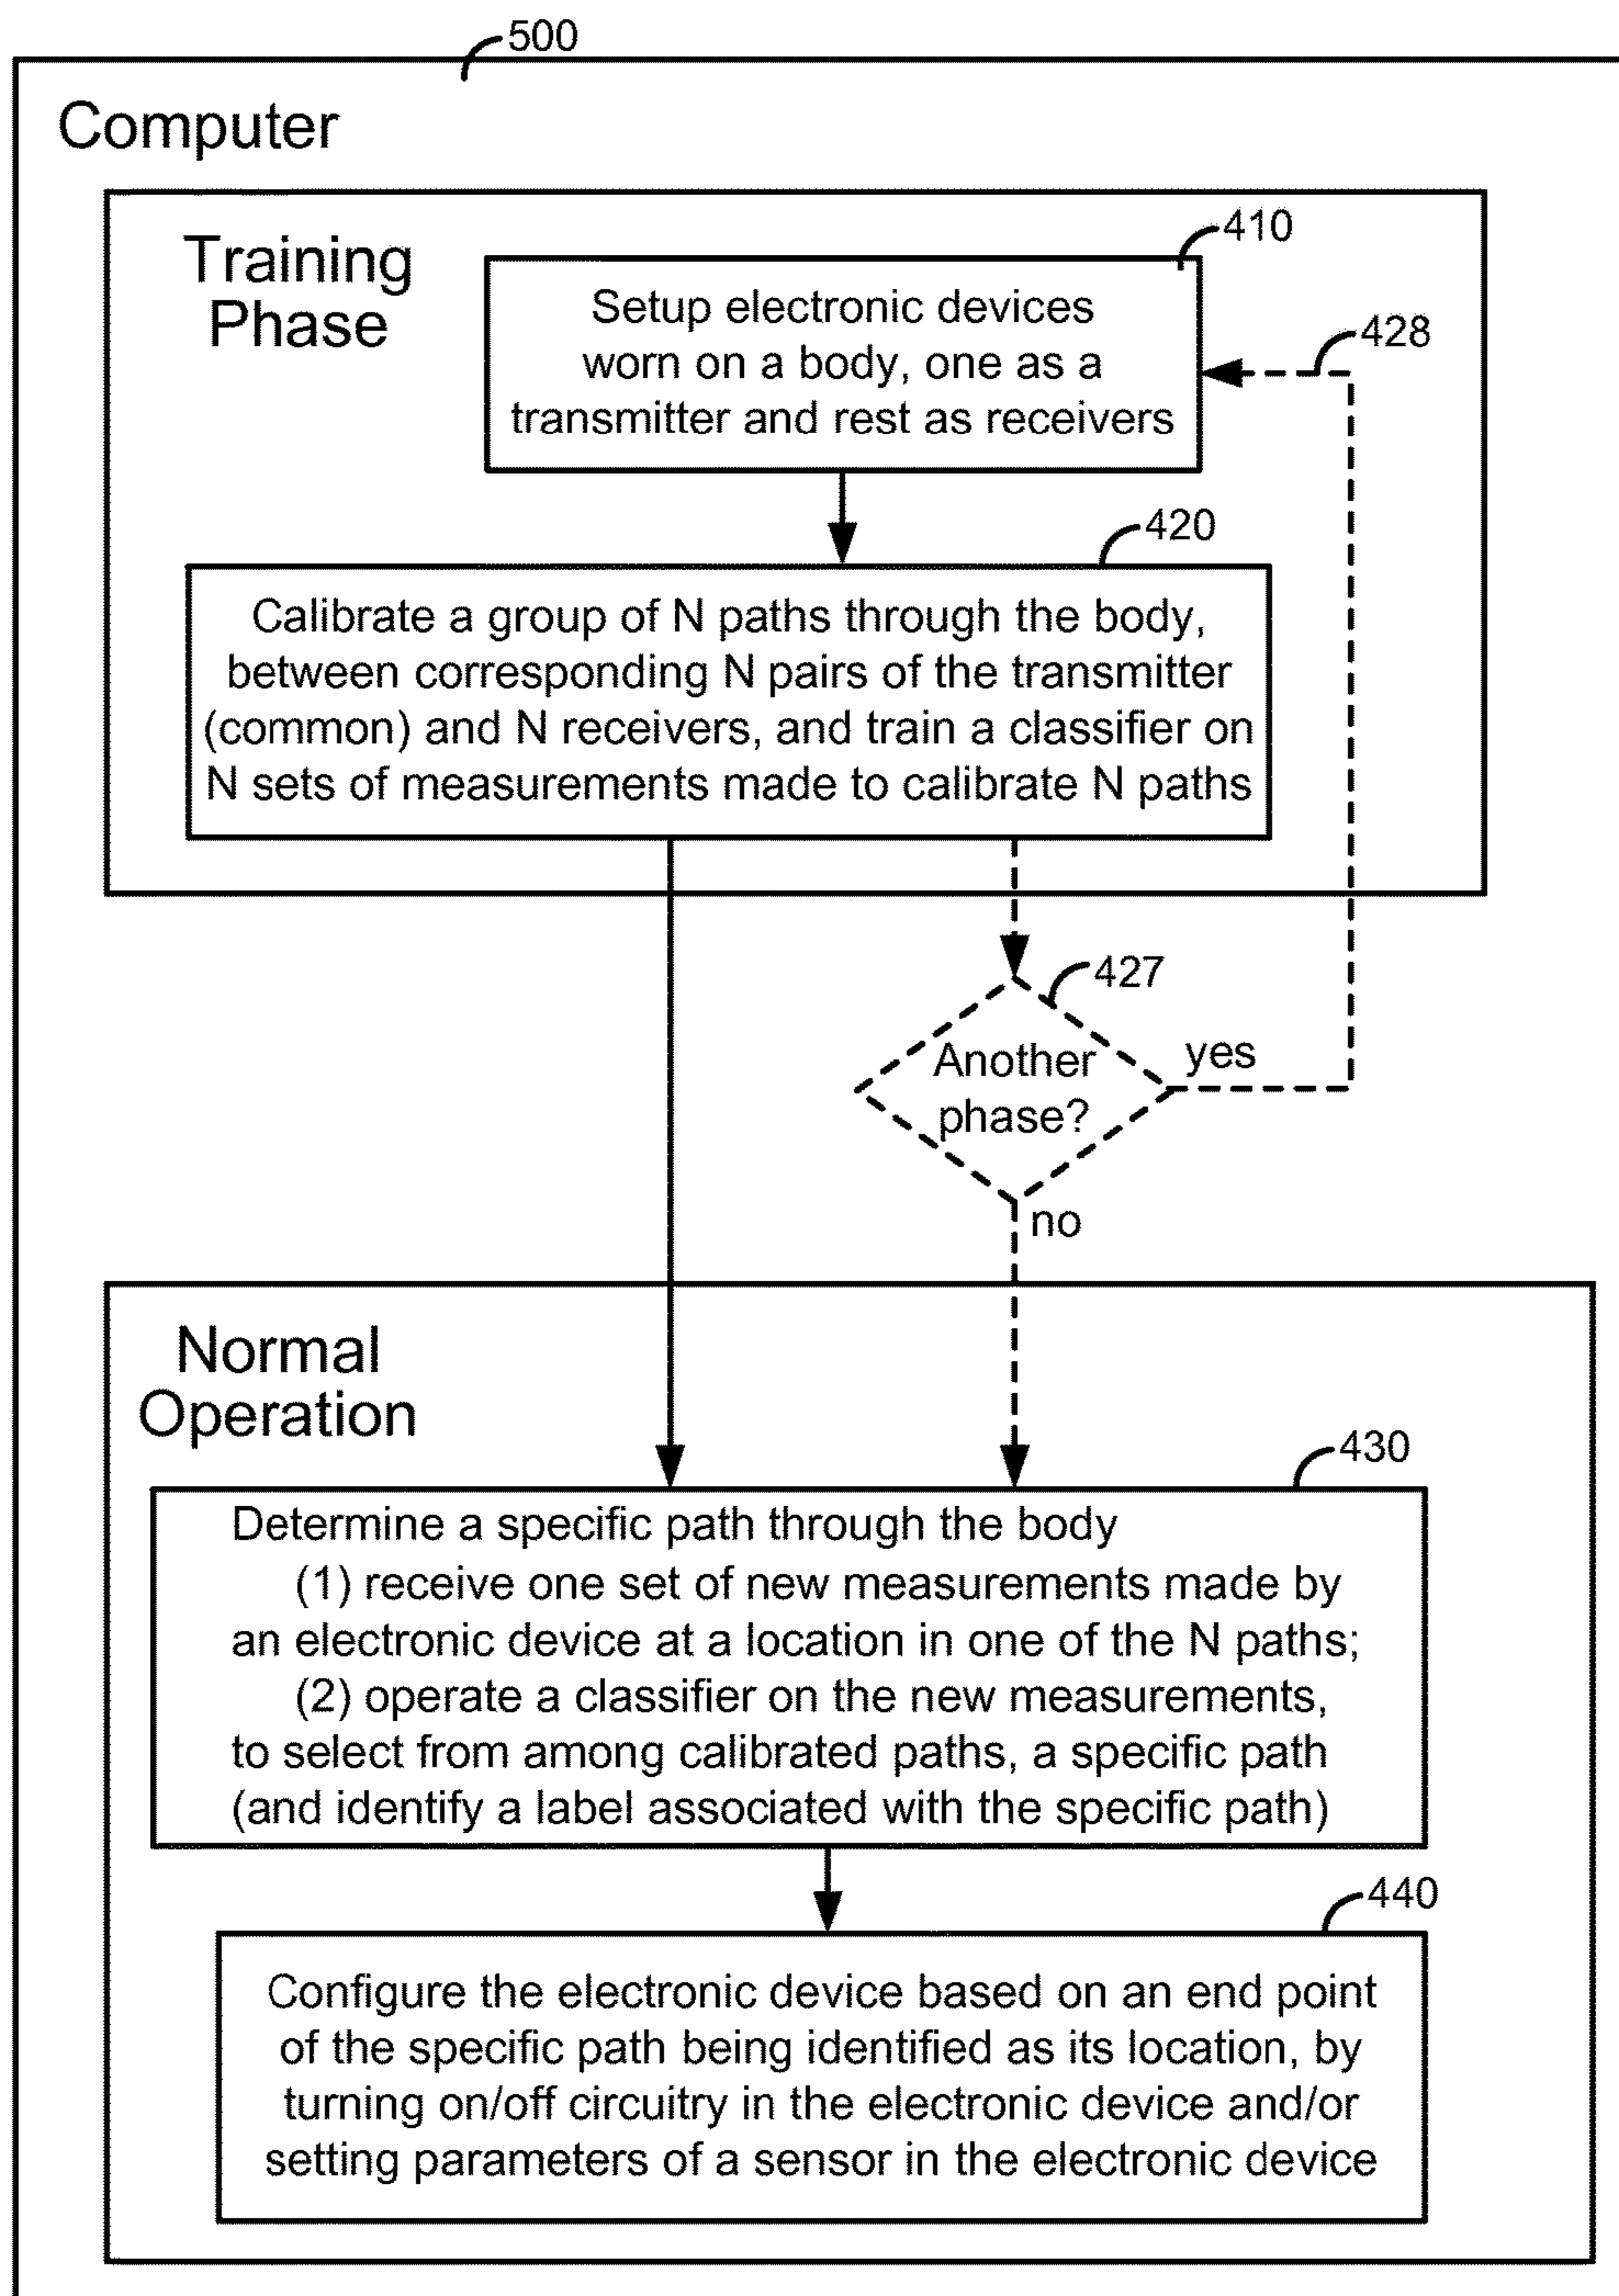 500
Computer
Training
Phase
410
Setup electronic devices
worn on a body, one as a
transmitter and rest as receivers
428
420
Calibrate a group of N paths through the body,
between corresponding N pairs of the transmitter
(common) and N receivers, and train a classifier on
N sets of measurements made to calibrate N paths
427
Another
phase?
yes
no
Normal
Operation
430
Determine a specific path through the body
(1) receive one set of new measurements made by
an electronic device at a location in one of the N paths;
(2) operate a classifier on the new measurements,
to select from among calibrated paths, a specific path
(and identify a label associated with the specific path)
440
Configure the electronic device based on an end point
of the specific path being identified as its location, by
turning on/off circuitry in the electronic device and/or
setting parameters of a sensor in the electronic device